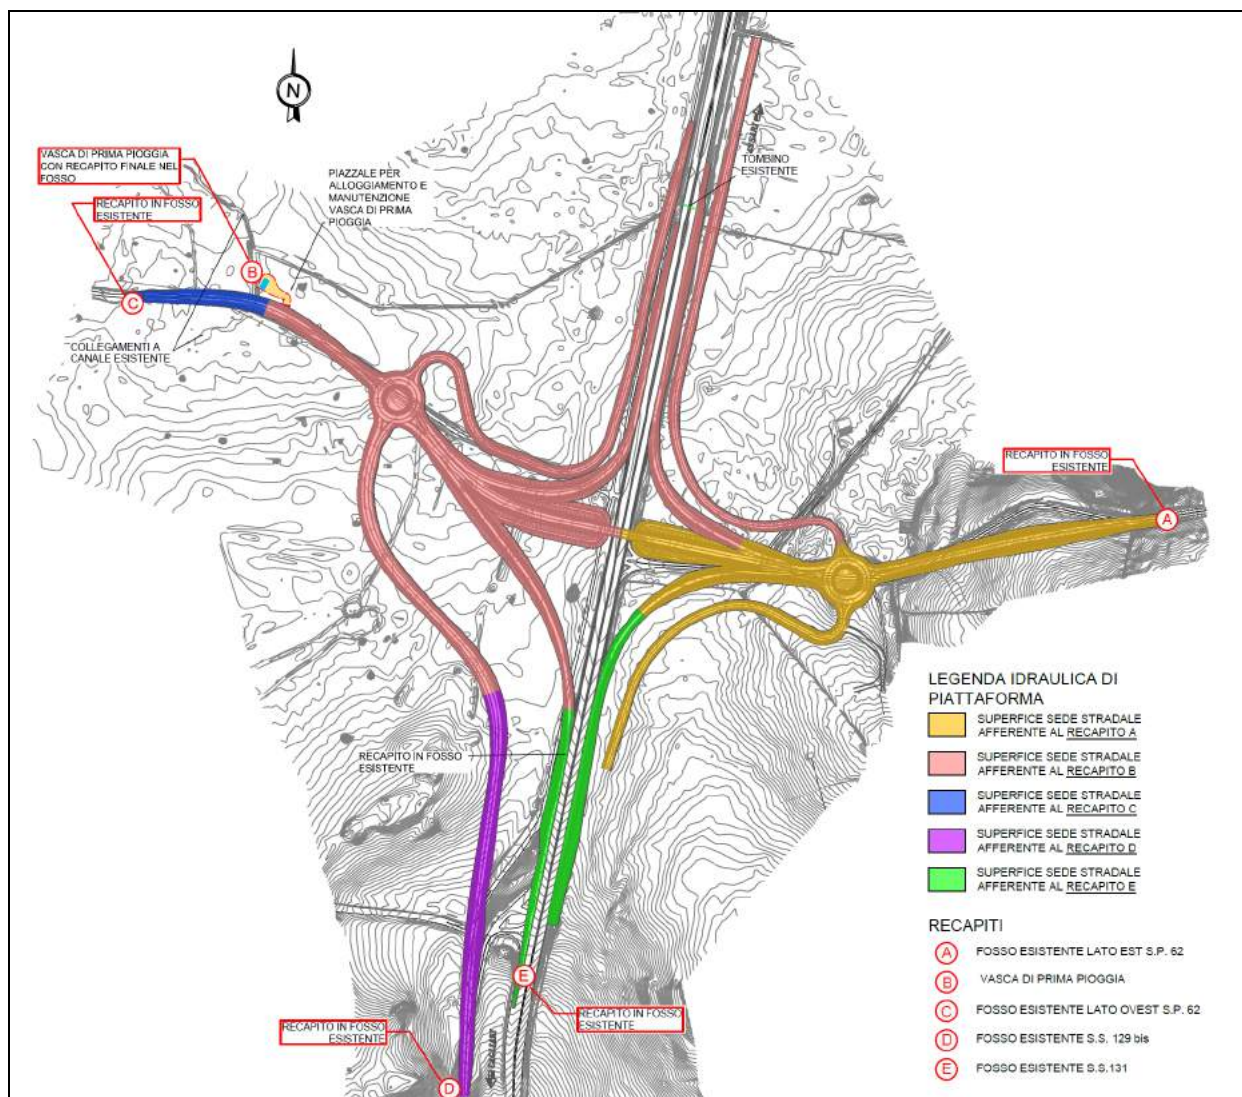 N
VASCA DI PRIMA PIOGGIA
CON RECAPITO FINALE NEL
FOSSO
RECAPITO IN FOSSO
ESISTENTE
PIAZZALE PER
ALLOGGIAMENTO E
MANUTENZIONE
VASCA DI PRIMA
PIOGGIA
TOMBINO
ESISTENTE
B
C
COLLEGAMENTI A
CANALE ESISTENTE
RECAPITO IN FOSSO
ESISTENTE
A
RECAPITO IN FOSSO
ESISTENTE
E
RECAPITO IN FOSSO
ESISTENTE
RECAPITO IN FOSSO
ESISTENTE
D
LEGENDA IDRAULICA DI
PIATTAFORMA
SUPERFICE SEDE STRADALE
AFFERENTE AL RECAPITO A
SUPERFICE SEDE STRADALE
AFFERENTE AL RECAPITO B
SUPERFICE SEDE STRADALE
AFFERENTE AL RECAPITO C
SUPERFICE SEDE STRADALE
AFFERENTE AL RECAPITO D
SUPERFICE SEDE STRADALE
AFFERENTE AL RECAPITO E
RECAPITI
A FOSSO ESISTENTE LATO EST S.P. 62
B VASCA DI PRIMA PIOGGIA
C FOSSO ESISTENTE LATO OVEST S.P. 62
D FOSSO ESISTENTE S.S. 129 bis
E FOSSO ESISTENTE S.S.131